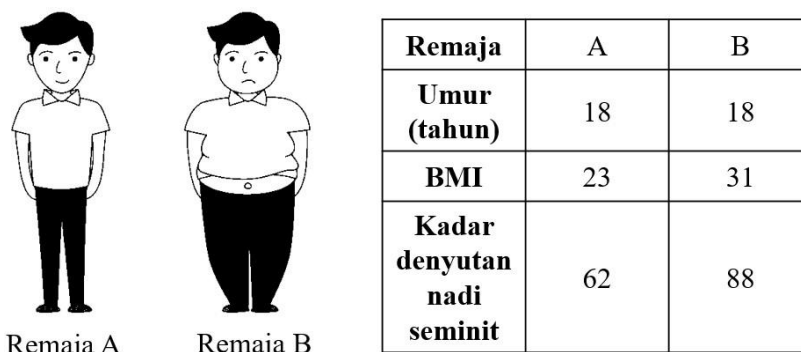 Remaja A
Remaja B
Remaja A B
Umur
(tahun) 18 18
BMI 23 31
Kadar
denyutan
nadi
seminit 62 88